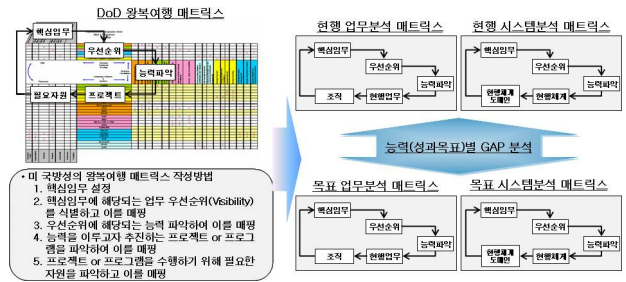 DoD 왕복여행 매트릭스
핵심임무
우선순위
능력파악
필요자원
프로젝트
• 미 국방성의 왕복여행 매트릭스 작성방법
1. 핵심임무 설정
2. 핵심임무에 해당되는 업무 우선순위(Visibility)
를 식별하고 이를 매핑
3. 우선순위에 해당되는 능력 파악하여 이를 매핑
4. 능력을 이루고자 추진하는 프로젝트 or 프로그
램을 파악하여 이를 매핑
5. 프로젝트 or 프로그램을 수행하기 위해 필요한
자원을 파악하고 이를 매핑
현행 업무분석 매트릭스
핵심임무
우선순위
능력파악
조직
현행업무
현행 시스템분석 매트릭스
핵심임무
우선순위
능력파악
현행체계
도메인
현행체계
능력(성과목표)별 GAP 분석
목표 업무분석 매트릭스
핵심임무
우선순위
능력파악
조직
현행업무
목표 시스템분석 매트릭스
핵심임무
우선순위
능력파악
현행체계
도메인
현행체계